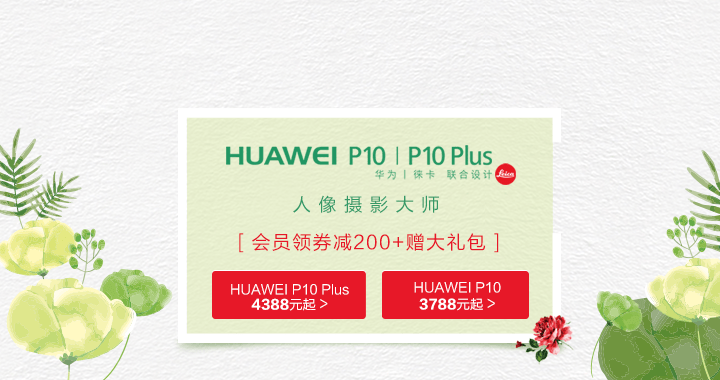 HUAWEI P10 | P10 Plus
华为 | 徕卡 联合设计 Leica
人像摄影大师
[ 会员领券减200+赠大礼包 ]
HUAWEI P10 Plus
4388元起 >
HUAWEI P10
3788元起 >